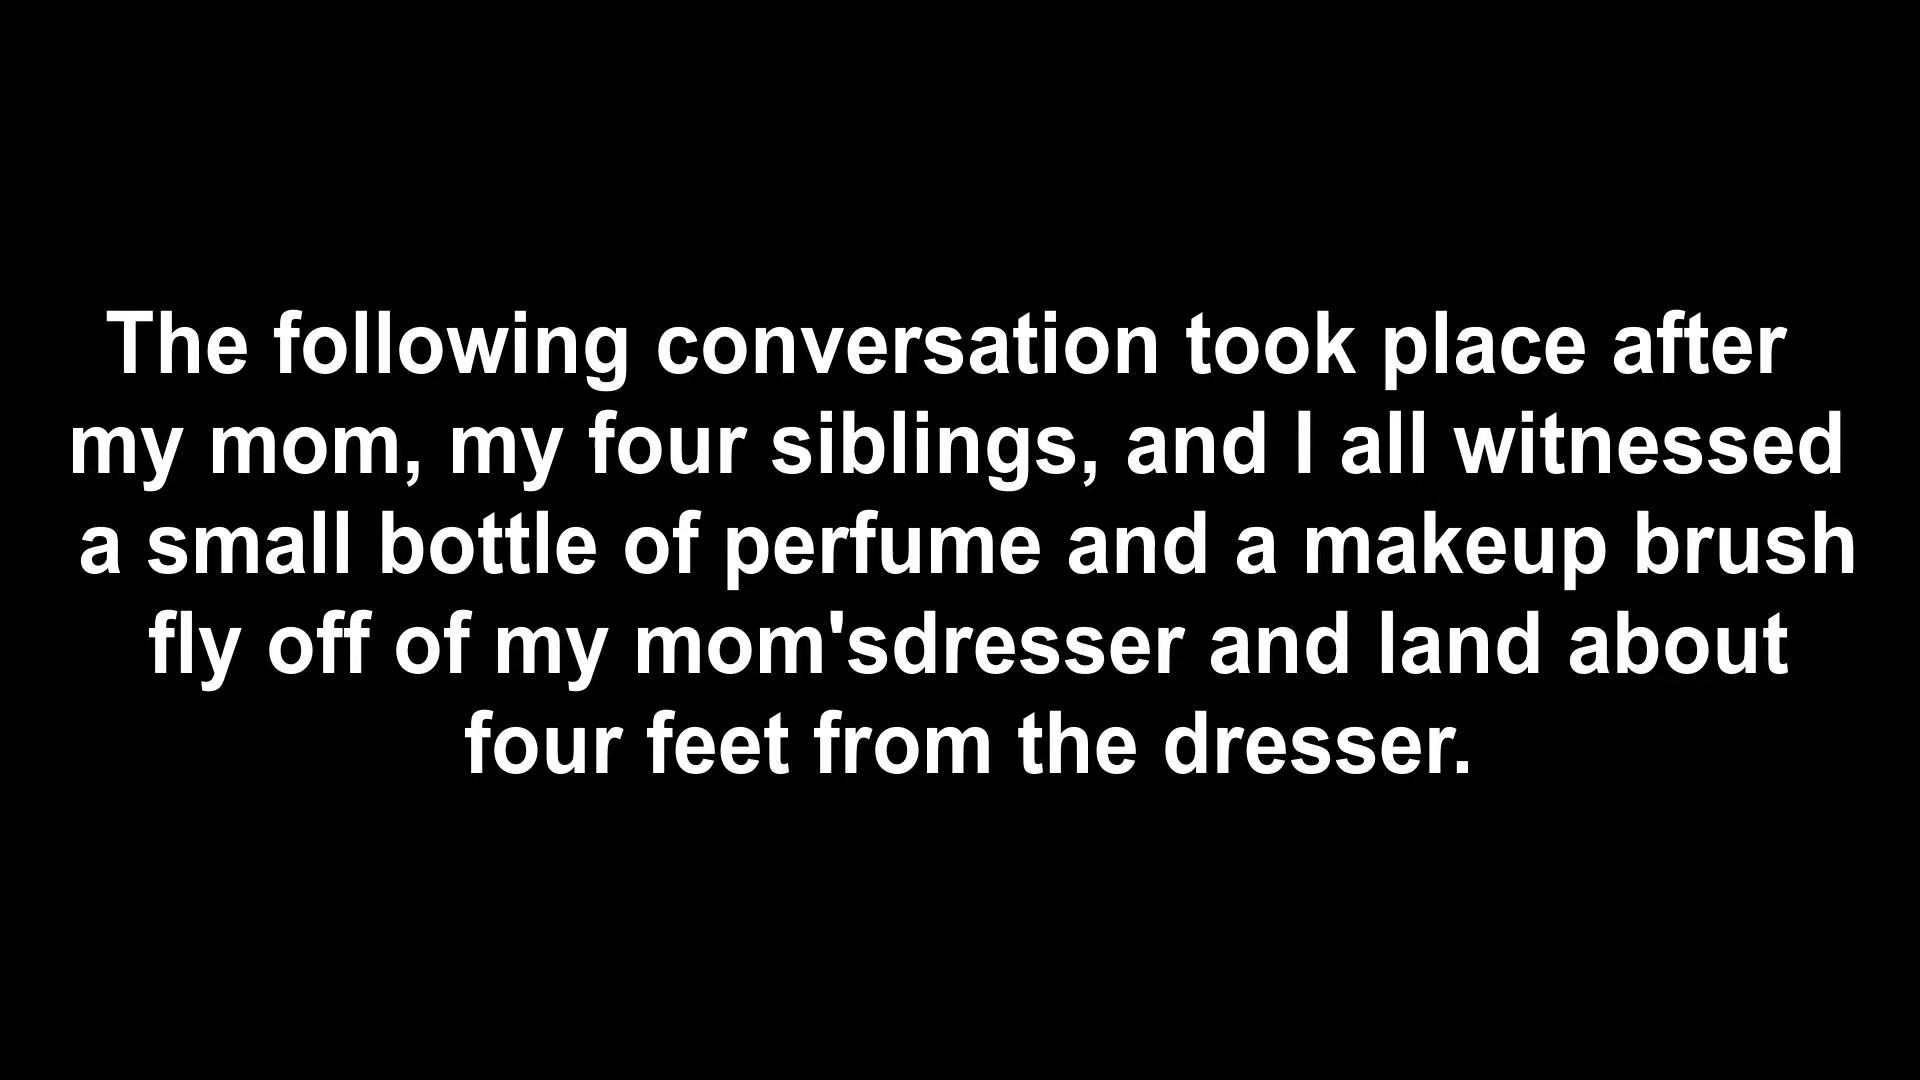 The following conversation took place after
my mom, my four siblings, and I all witnessed
a small bottle of perfume and a makeup brush
fly off of my mom'sdresser and land about
four feet from the dresser.